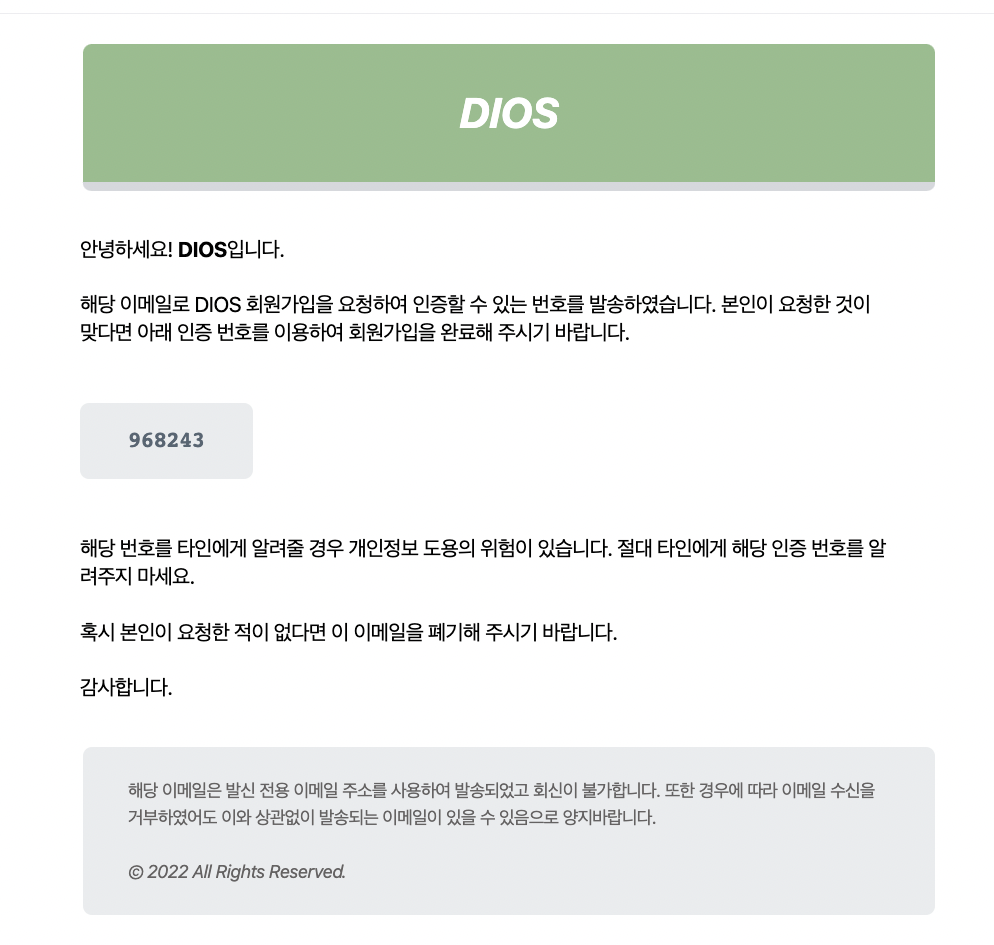 DIOS
안녕하세요! DIOS입니다.
해당 이메일로 DIOS 회원가입을 요청하여 인증할 수 있는 번호를 발송하였습니다. 본인이 요청한 것이
맞다면 아래 인증 번호를 이용하여 회원가입을 완료해 주시기 바랍니다.
968243
해당 번호를 타인에게 알려줄 경우 개인정보 도용의 위험이 있습니다. 절대 타인에게 해당 인증 번호를 알
려주지 마세요.
혹시 본인이 요청한 적이 없다면 이 이메일을 폐기해 주시기 바랍니다.
감사합니다.
해당 이메일은 발신 전용 이메일 주소를 사용하여 발송되었고 회신이 불가합니다. 또한 경우에 따라 이메일 수신을
거부하였어도 이와 상관없이 발송되는 이메일이 있을 수 있음으로 양지바랍니다.
© 2022 All Rights Reserved.